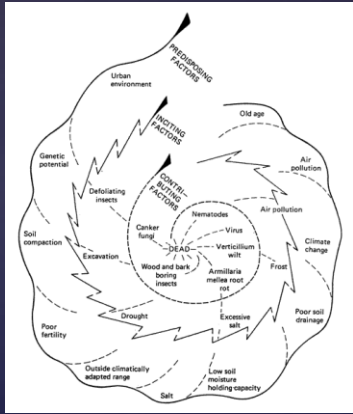 PREDISPOSING
FACTORS
Urban
environment
INCITING
FACTORS
Old age
CONTRI-
BUTING
FACTORS
Genetic
potential
Air
pollution
Defoliating
insects
Nematodes
Air pollution
Soil
compaction
Canker
fungi
Virus
Climate
change
DEAD
Verticillium
wilt
Excavation
Wood and bark
boring
insects
Armillaria
mellea root
rot
Frost
Poor soil
drainage
Drought
Excessive
salt
Poor
fertility
Outside climatically
adapted range
Salt
Low soil
moisture
holding capacity